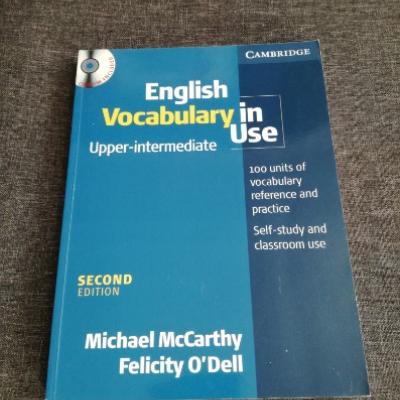 CAMBRIDGE
English
Vocabulary in
Use
Upper-intermediate
100 units of
vocabulary
reference and
practice
Self-study and
classroom use
SECOND
EDITION
Michael McCarthy
Felicity O'Dell